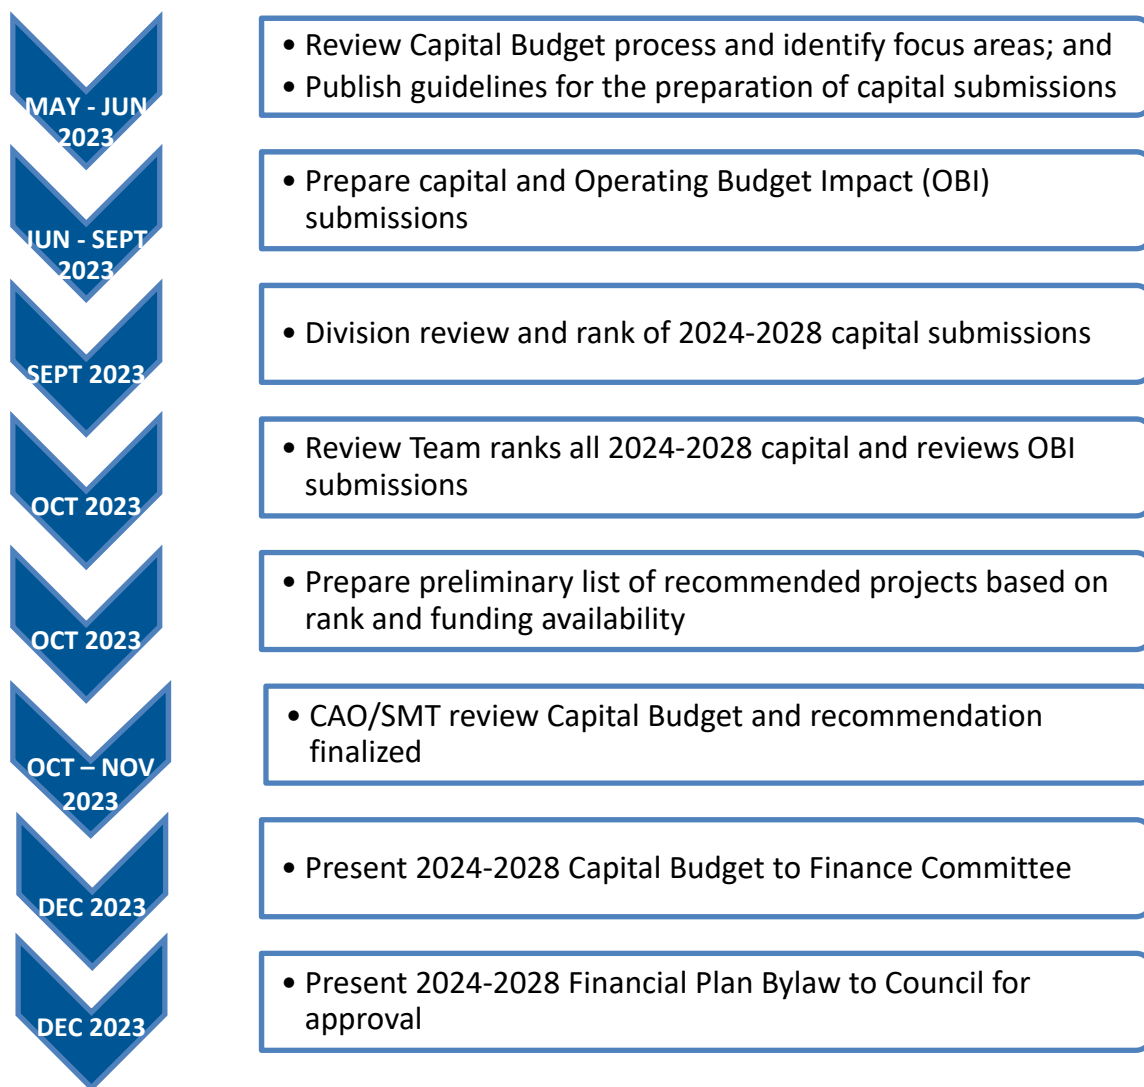 MAY - JUN
2023
• Review Capital Budget process and identify focus areas; and
• Publish guidelines for the preparation of capital submissions
JUN - SEPT
2023
• Prepare capital and Operating Budget Impact (OBI)
submissions
SEPT 2023
• Division review and rank of 2024-2028 capital submissions
OCT 2023
• Review Team ranks all 2024-2028 capital and reviews OBI
submissions
OCT 2023
• Prepare preliminary list of recommended projects based on
rank and funding availability
OCT – NOV
2023
• CAO/SMT review Capital Budget and recommendation
finalized
DEC 2023
• Present 2024-2028 Capital Budget to Finance Committee
DEC 2023
• Present 2024-2028 Financial Plan Bylaw to Council for
approval